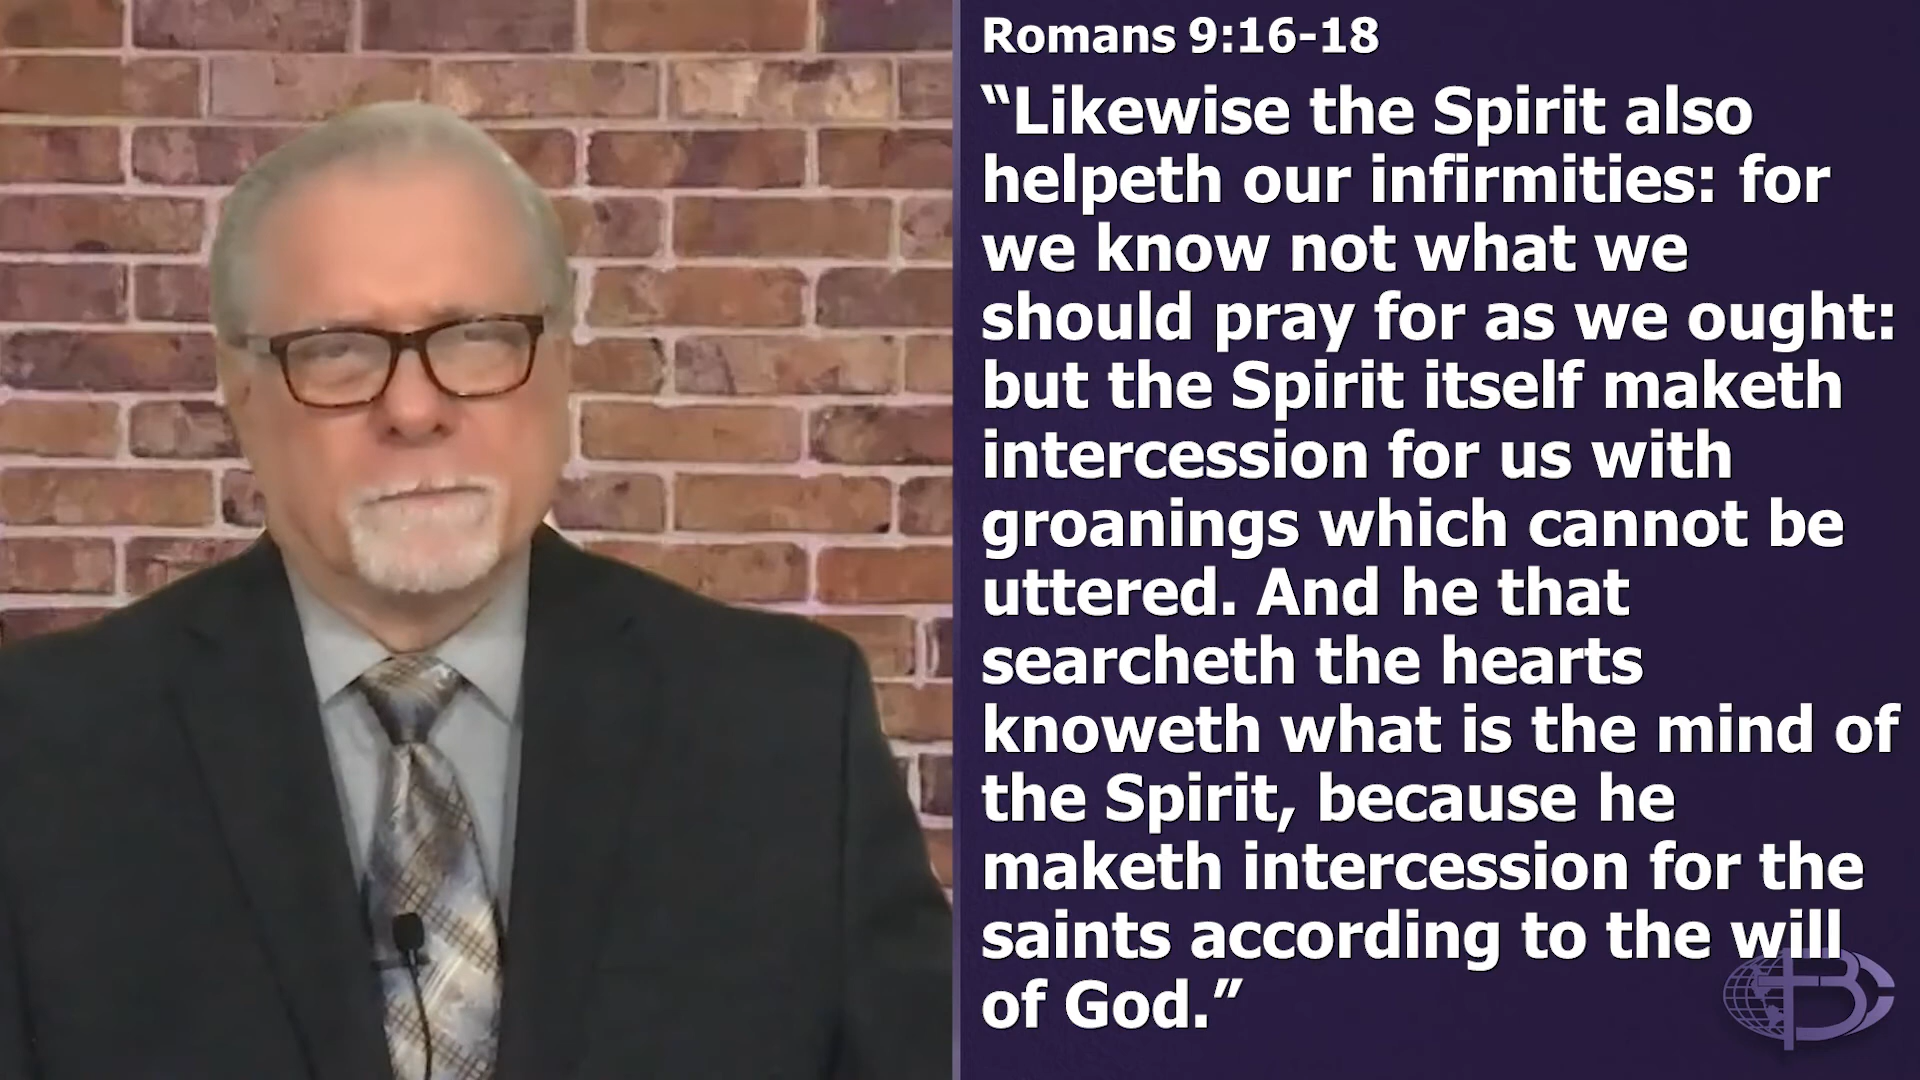 Romans 9:16-18
“Likewise the Spirit also
helpeth our infirmities: for
we know not what we
should pray for as we ought:
but the Spirit itself maketh
intercession for us with
groanings which cannot be
uttered. And he that
searcheth the hearts
knoweth what is the mind of
the Spirit, because he
maketh intercession for the
saints according to the will
of God.”